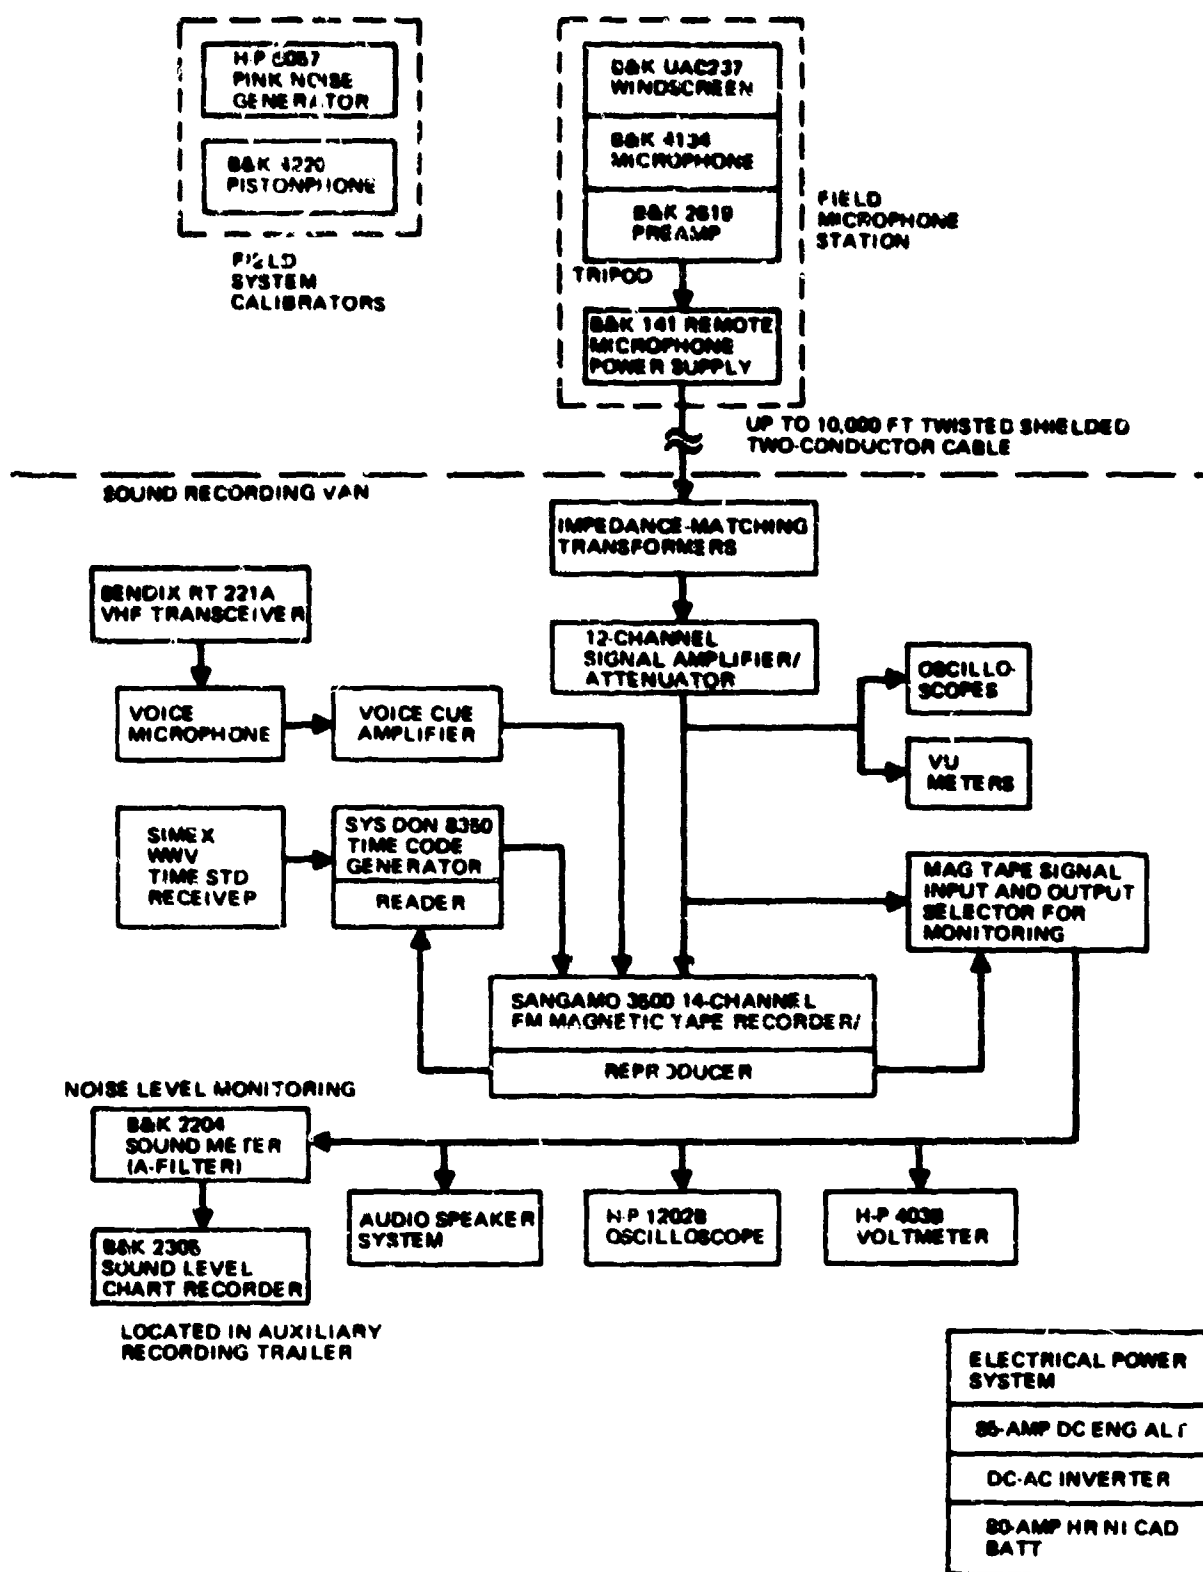 H-P 8057
PINK NOISE
GENERATOR
B&K 4220
PISTONPHONE
FIELD
SYSTEM
CALIBRATORS
B&K UA0237
WINDSCREEN
B&K 4134
MICROPHONE
B&K 2619
PREAMP
TRIPOD
B&K 141 REMOTE
MICROPHONE
POWER SUPPLY
FIELD
MICROPHONE
STATION
UP TO 10,000 FT TWISTED SHIELDED
TWO-CONDUCTOR CABLE
SOUND RECORDING VAN
IMPEDANCE-MATCHING
TRANSFORMERS
BENDIX RT 221A
VHF TRANSCEIVER
12-CHANNEL
SIGNAL AMPLIFIER/
ATTENUATOR
OSCILLO-
SCOPES
VOICE
MICROPHONE
VOICE CUE
AMPLIFIER
VU
METERS
SIMEX
WWV
TIME STD
RECEIVER
SYS DON 8350
TIME CODE
GENERATOR
READER
MAG TAPE SIGNAL
INPUT AND OUTPUT
SELECTOR FOR
MONITORING
SANGAMO 3500 14-CHANNEL
FM MAGNETIC TAPE RECORDER/
REPRODUCER
NOISE LEVEL MONITORING
B&K 2204
SOUND METER
(A-FILTER)
AUDIO SPEAKER
SYSTEM
H-P 1202B
OSCILLOSCOPE
H-P 403B
VOLTMETER
B&K 2305
SOUND LEVEL
CHART RECORDER
LOCATED IN AUXILIARY
RECORDING TRAILER
ELECTRICAL POWER
SYSTEM
85-AMP DC ENG ALT
DC-AC INVERTER
80-AMP HR NI CAD
BATT